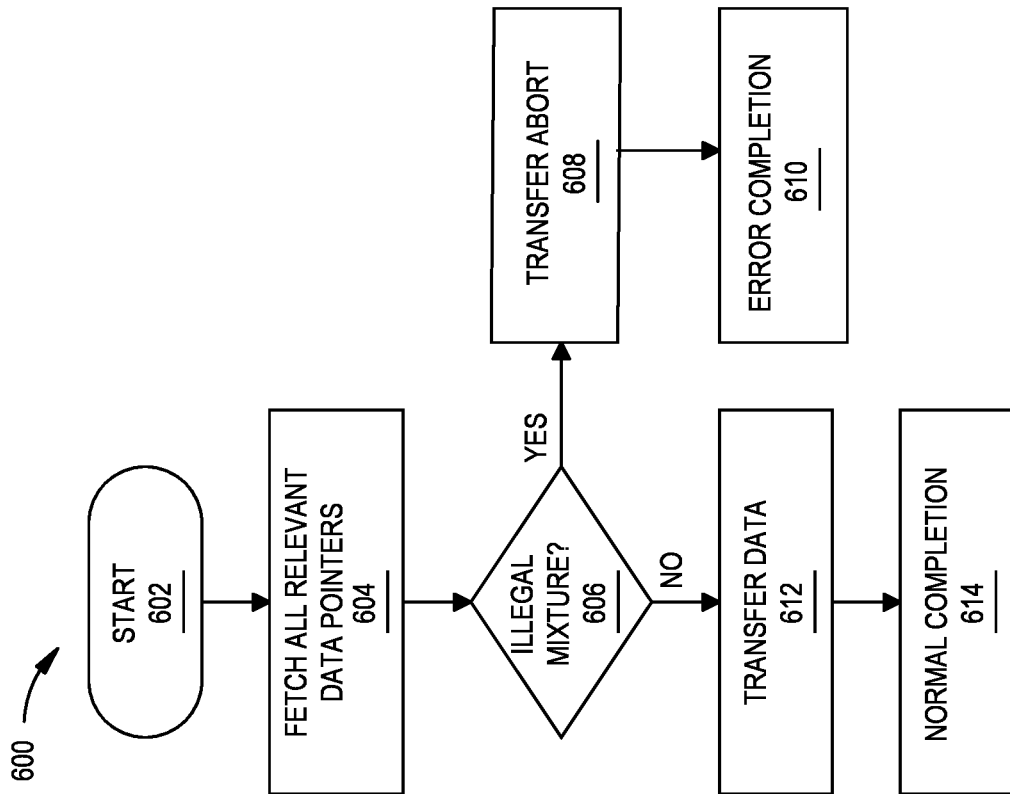 600
START
602
FETCH ALL RELEVANT
DATA POINTERS
604
ILLEGAL
MIXTURE?
606
YES
TRANSFER ABORT
608
ERROR COMPLETION
610
NO
TRANSFER DATA
612
NORMAL COMPLETION
614